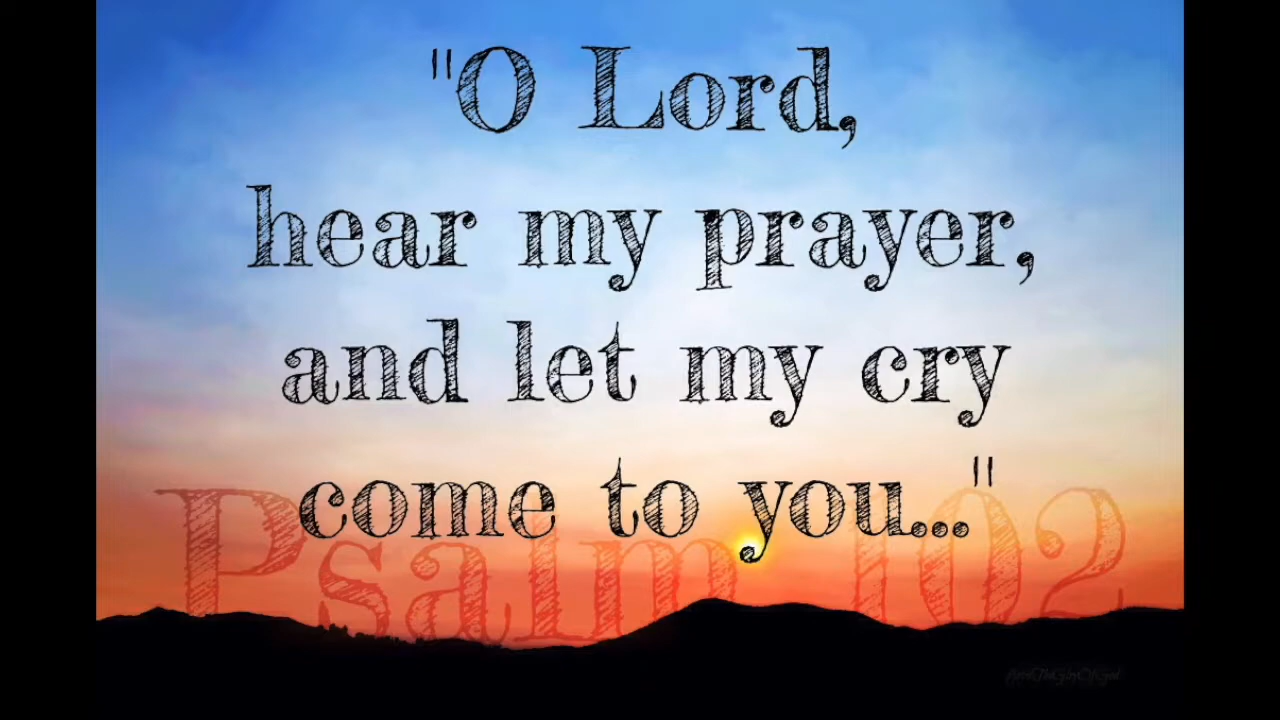 "O Lord,
hear my prayer,
and let my cry
come to you..."
Psalm 102